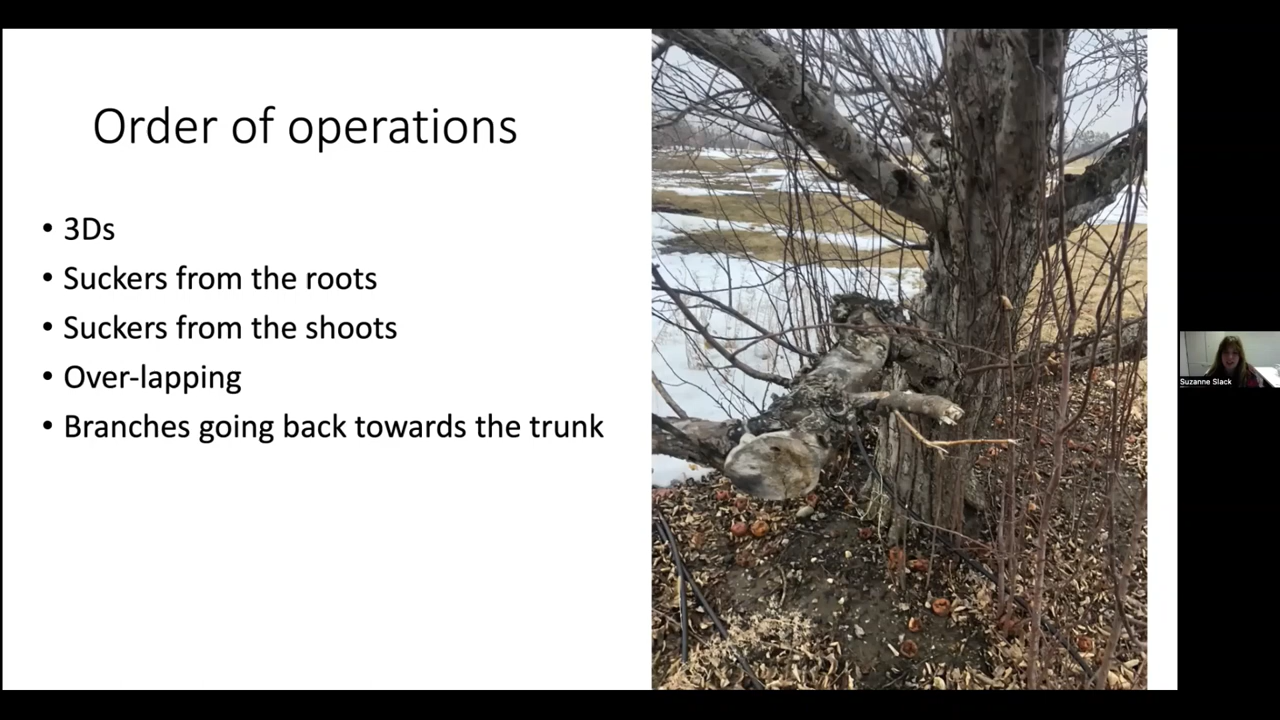 Order of operations
• 3Ds
• Suckers from the roots
• Suckers from the shoots
• Over-lapping
• Branches going back towards the trunk
Suzanne Slack